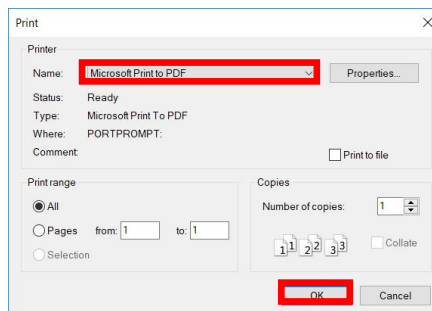 Print
Printer
Name: Microsoft Print to PDF Properties...
Status: Ready
Type: Microsoft Print To PDF
Where: PORTPROMPT:
Comment: Print to file
Print range Copies
All Number of copies: 1
Pages from: 1 to: 1
1 1 2 2 3 3 Collate
Selection
OK Cancel